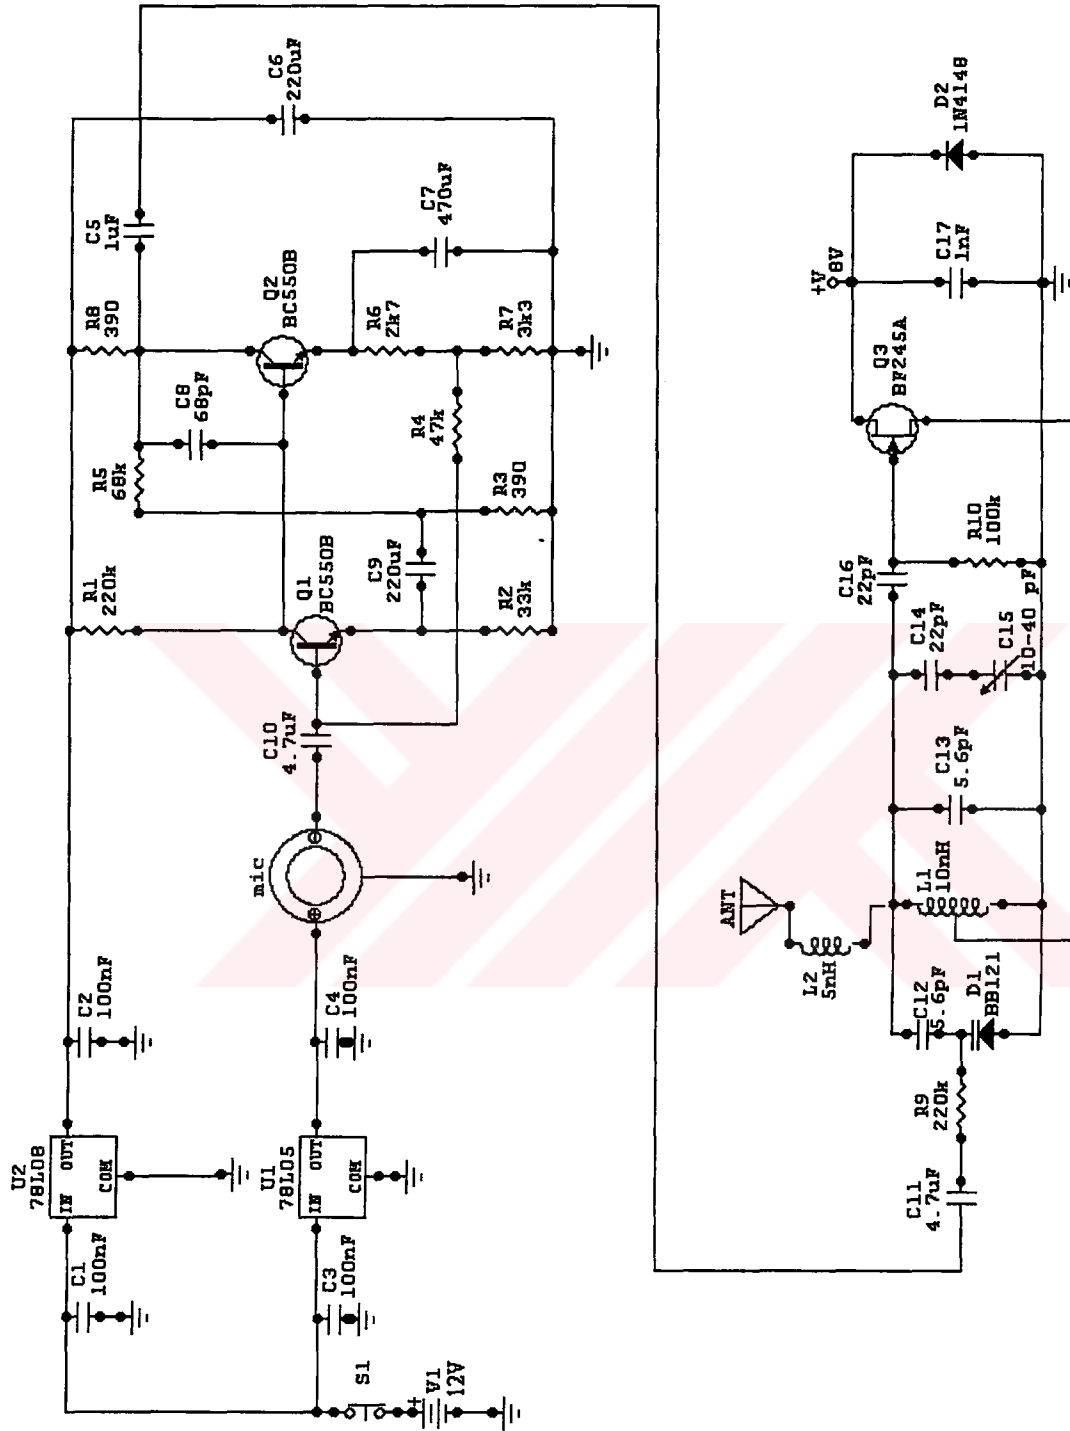 C6
220uF
C5
1uF
C7
470uF
R8
390
Q2
BC550B
R6
2k7
R7
3k3
C8
68pF
R5
68k
R4
47k
R3
390
R1
220k
Q1
BC550B
C9
220uF
R2
33k
C10
4.7uF
mic
C2
100nF
C4
100nF
U2
78L08
IN
OUT
COM
U1
78L05
IN
OUT
COM
C1
100nF
C3
100nF
S1
+
V1
12V
D2
1N4148
+V
8V
C17
1nF
Q3
BF245A
R10
100k
C16
22pF
C14
22pF
C15
10-40 pF
C13
5.6pF
L1
10nH
ANT
L2
5nH
C12
5.6pF
D1
BB121
R9
220k
C11
4.7uF